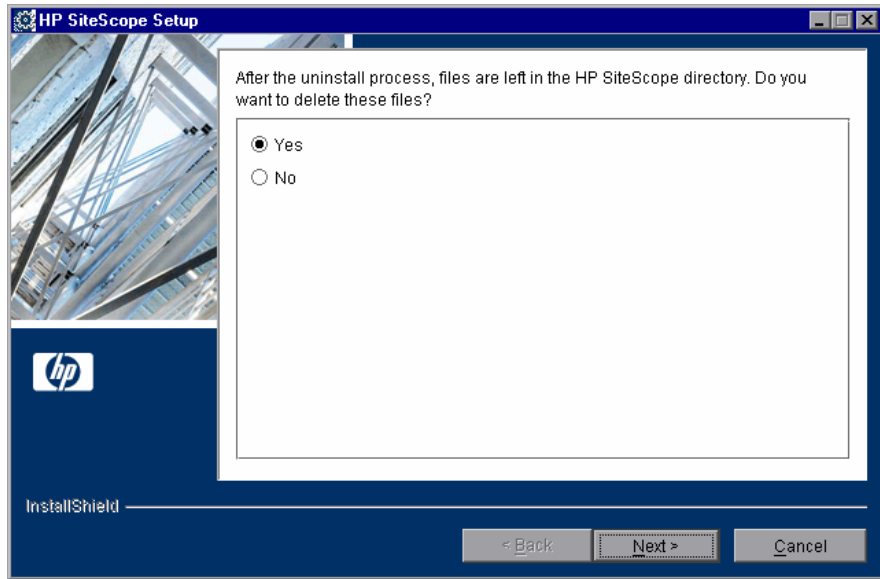 HP SiteScope Setup
After the uninstall process, files are left in the HP SiteScope directory. Do you
want to delete these files?
Yes
No
hp
InstallShield
< Back
Next >
Cancel